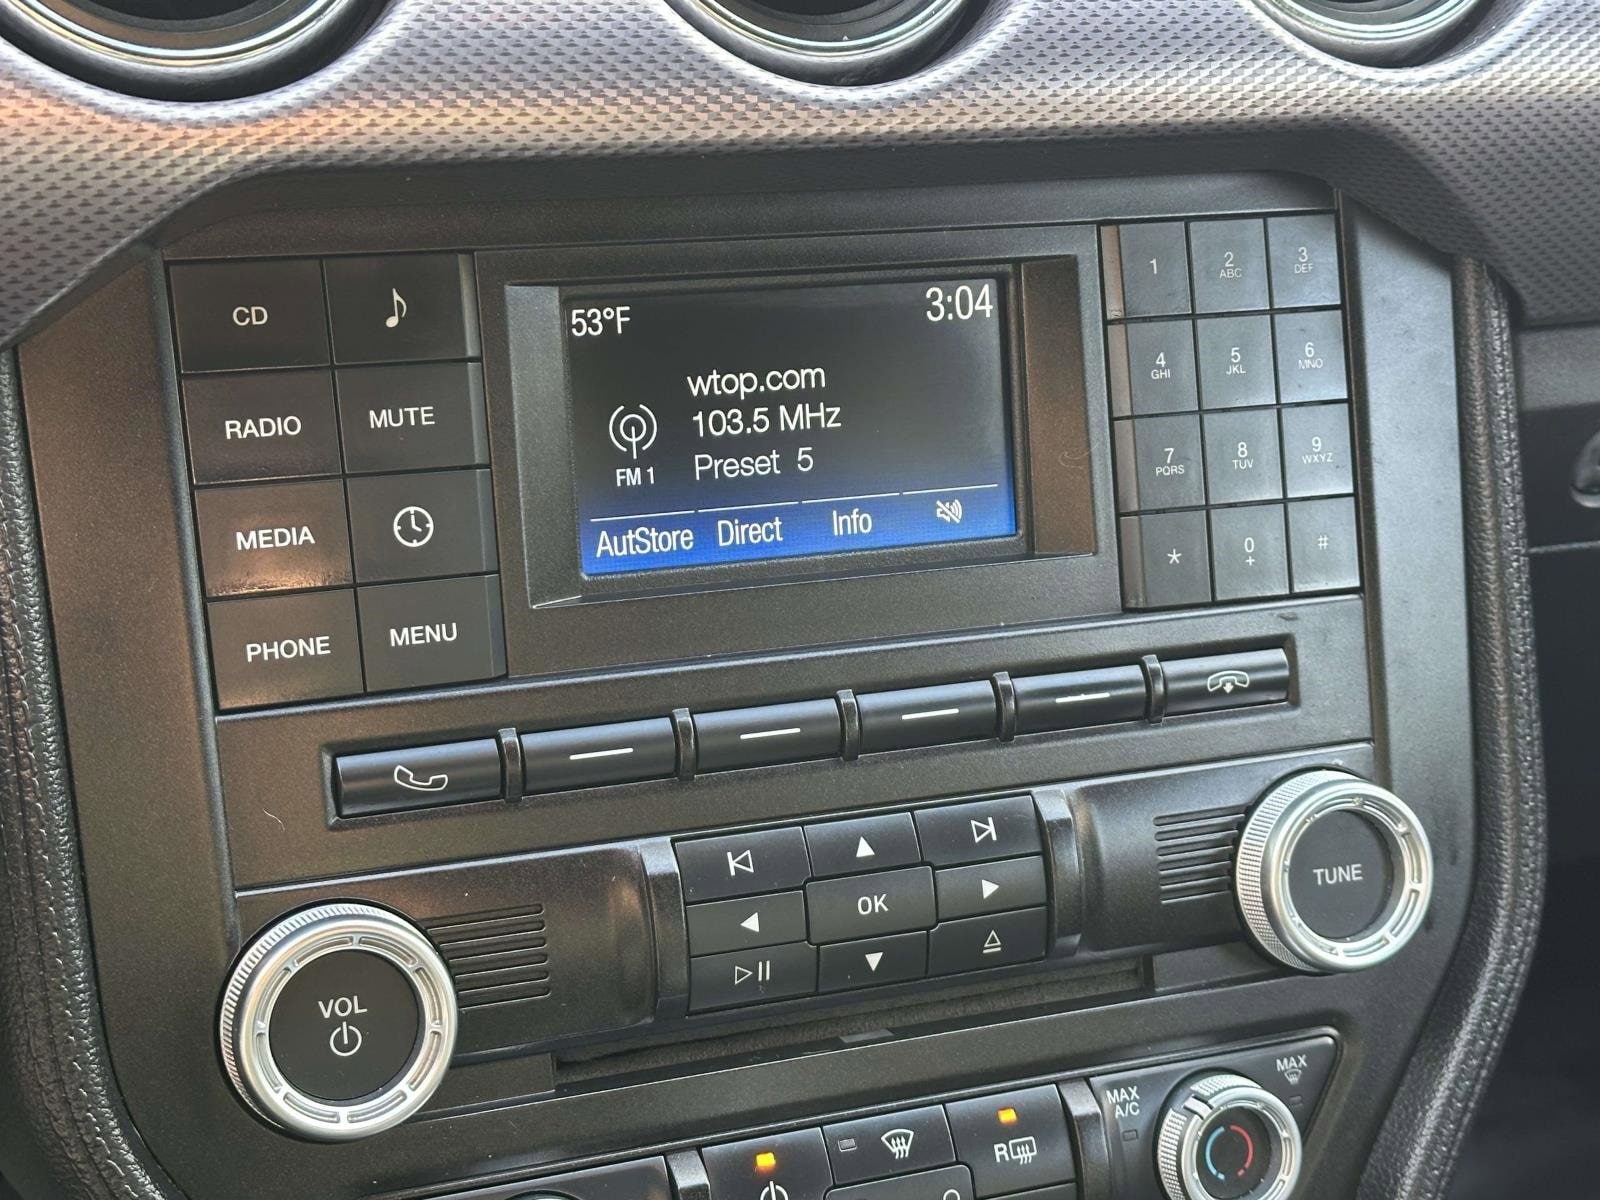 53°F
3:04
wtop.com
103.5 MHz
FM 1
Preset 5
AutStore Direct Info
CD
RADIO MUTE
MEDIA
PHONE MENU
1 2 ABC 3 DEF
4 GHI 5 JKL 6 MNO
7 PQRS 8 TUV 9 WXYZ
* 0 + #
OK
VOL
TUNE
MAX A/C
MAX
R